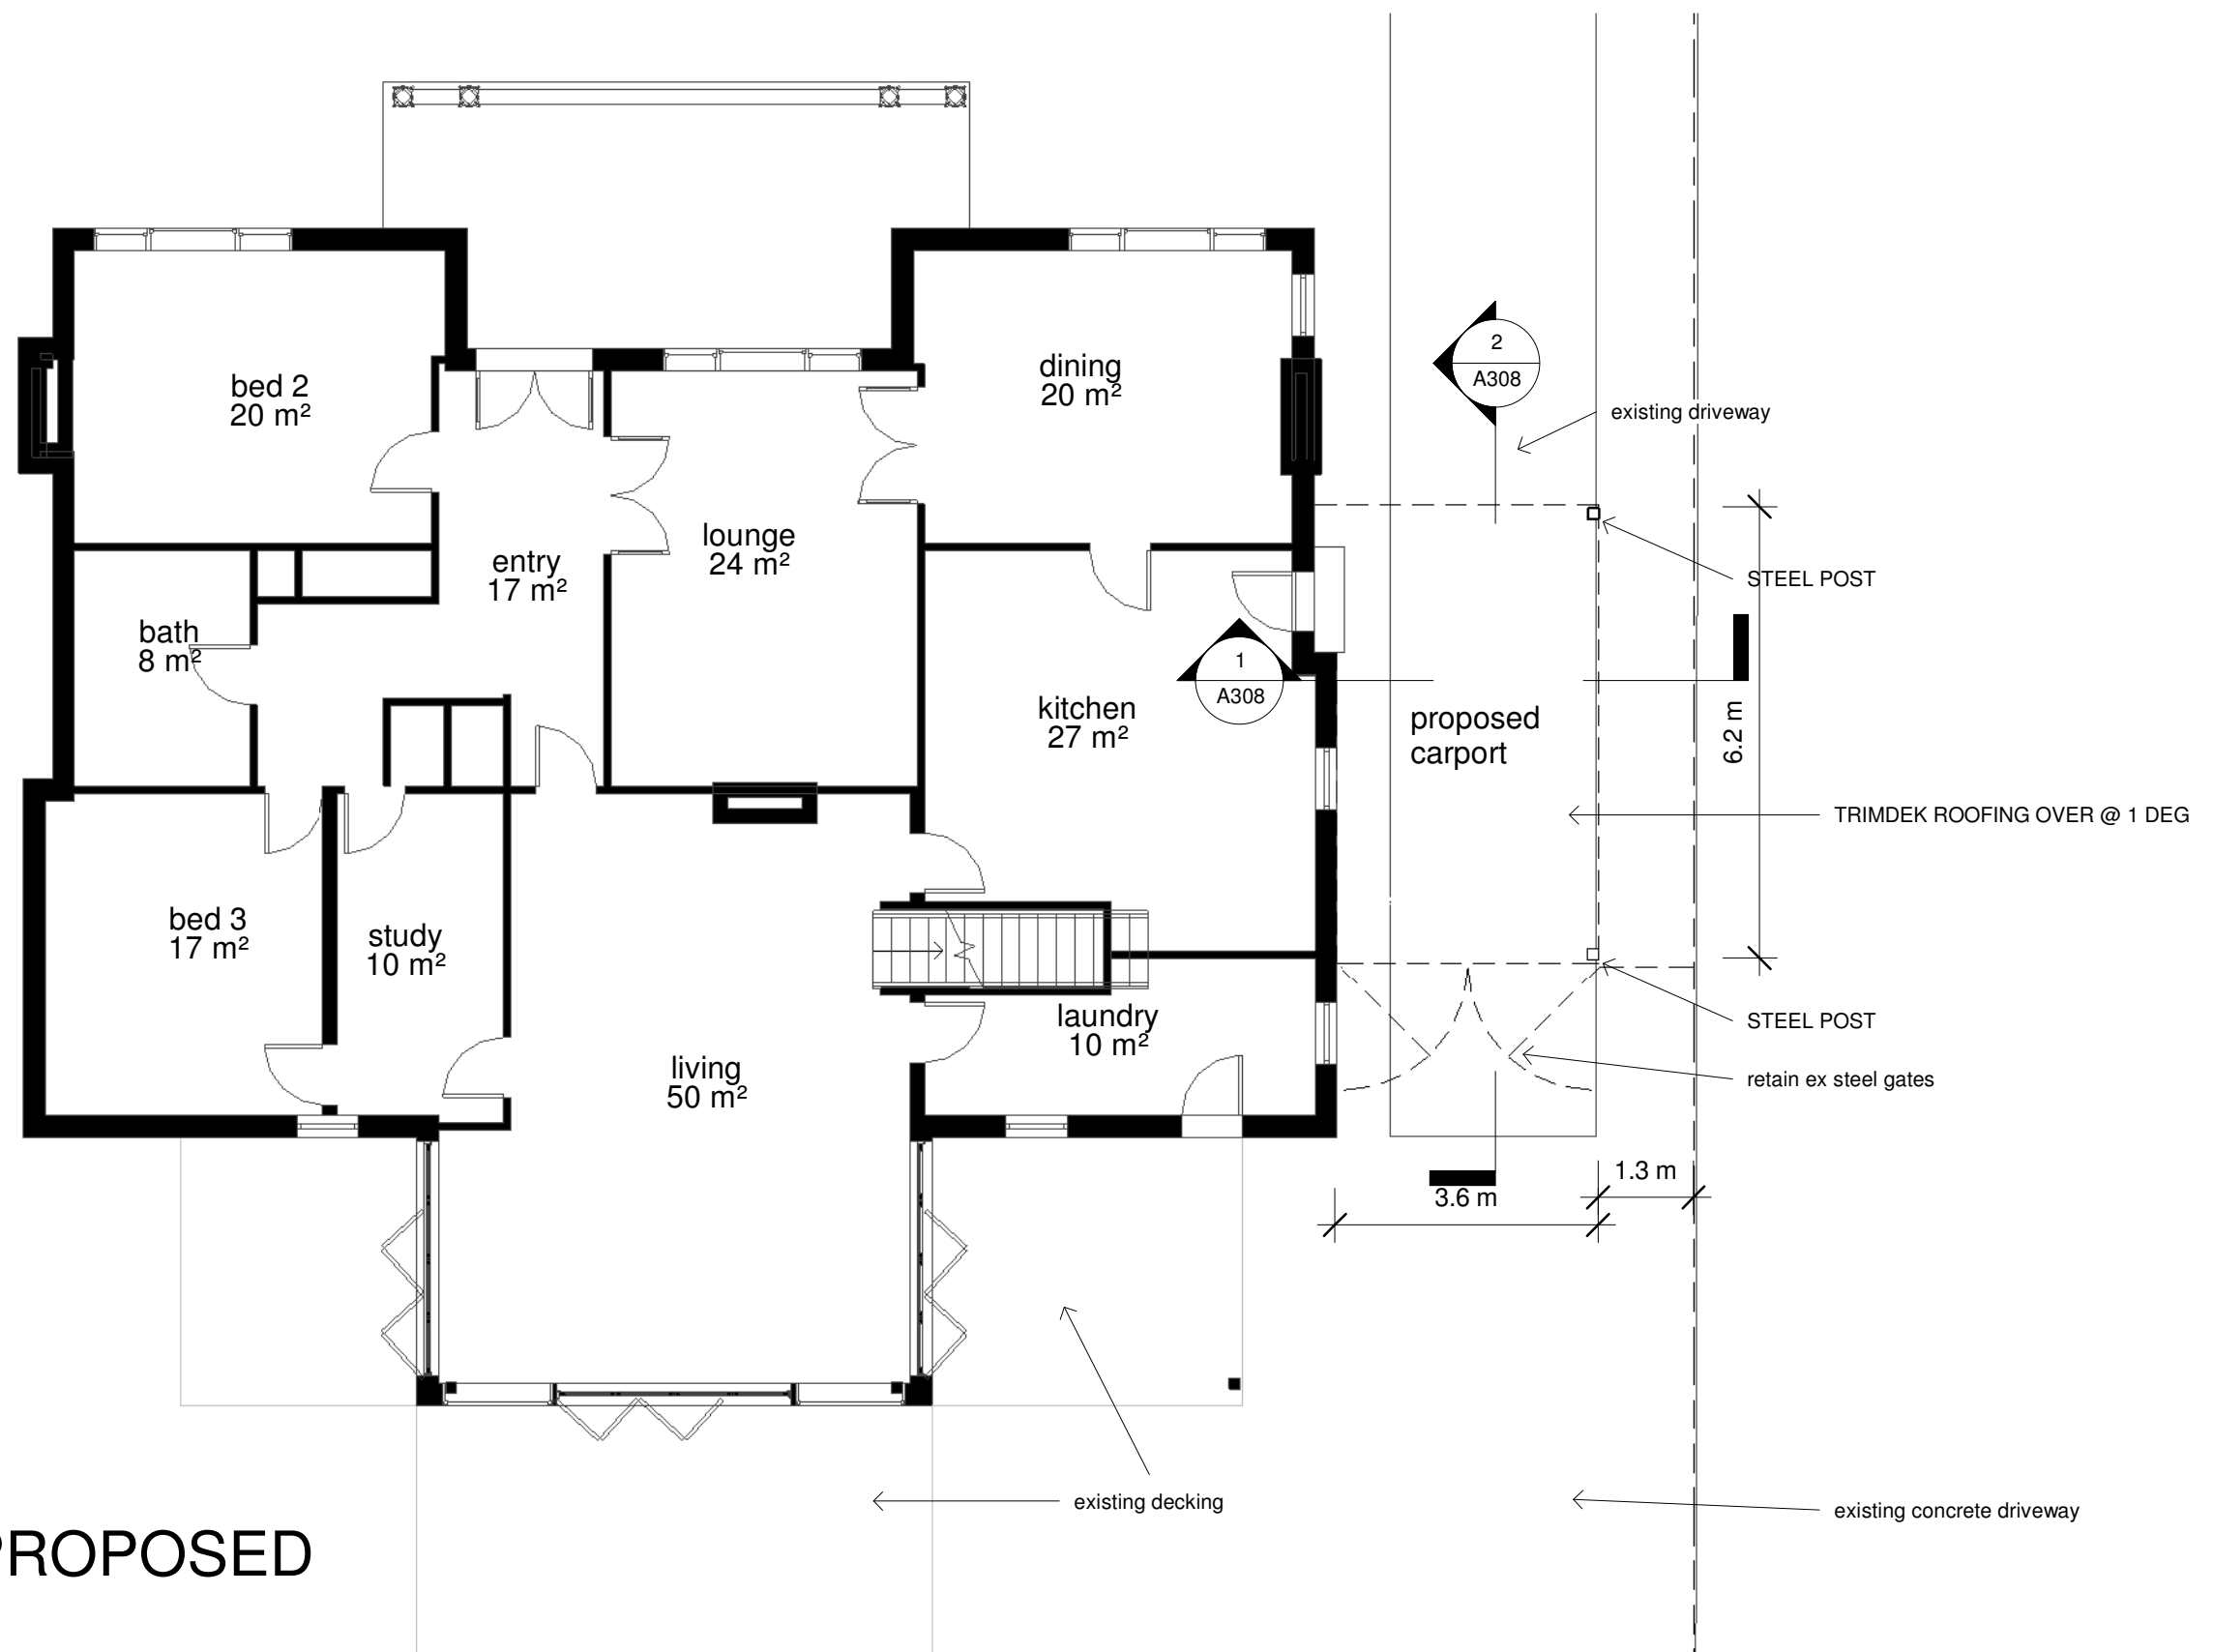 2
A308
existing driveway
bed 2
20 m²
dining
20 m²
lounge
24 m²
entry
17 m²
STEEL POST
bath
8 m²
1
A308
kitchen
27 m²
proposed
carport
6.2 m
TRIMDEK ROOFING OVER @ 1 DEG
bed 3
17 m²
study
10 m²
laundry
10 m²
STEEL POST
living
50 m²
retain ex steel gates
1.3 m
3.6 m
existing decking
existing concrete driveway
PROPOSED